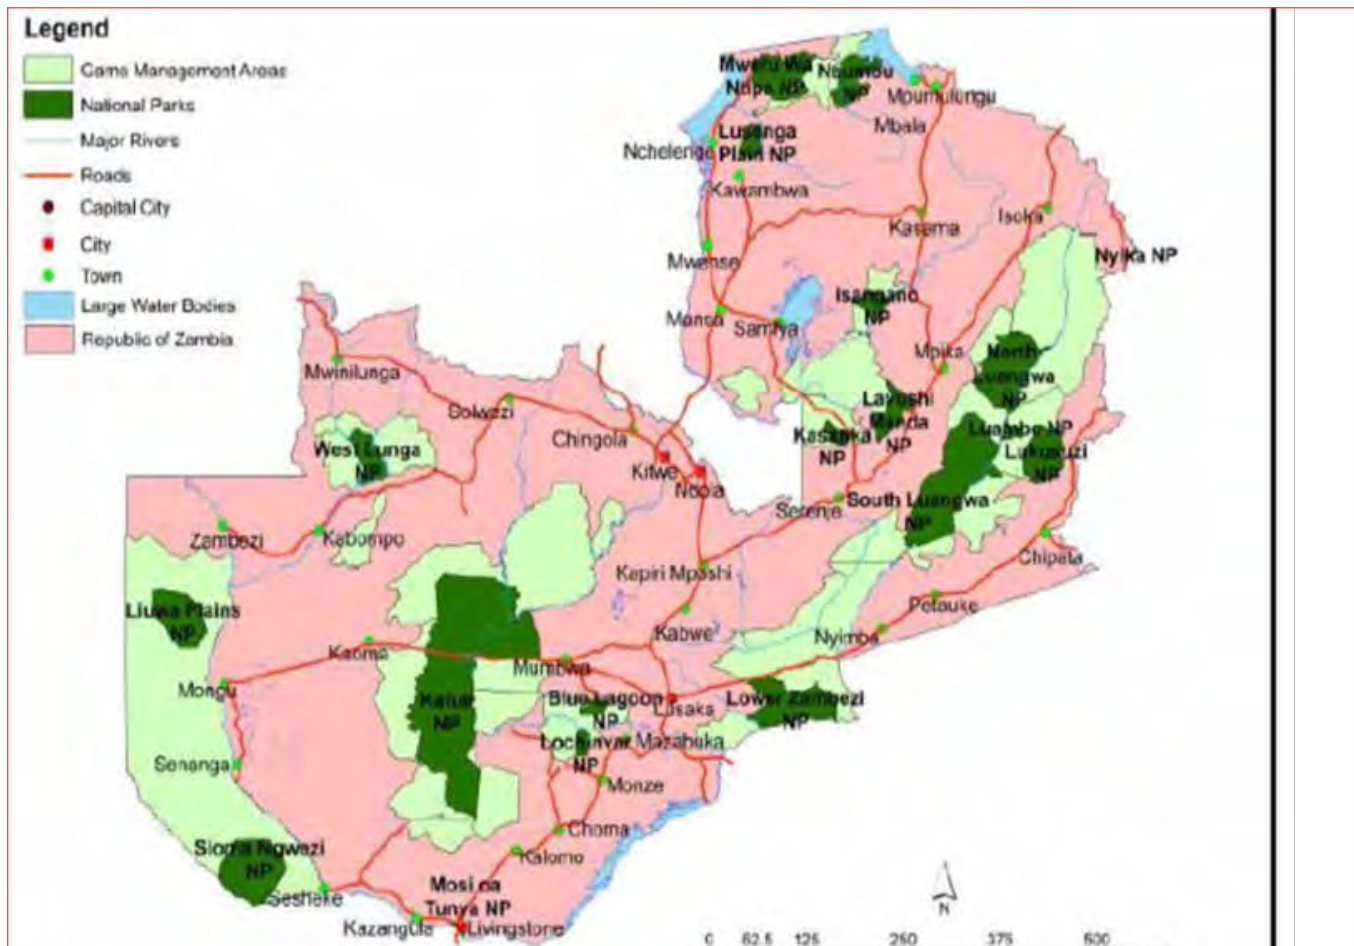 Legend
Game Management Areas
National Parks
Major Rivers
Roads
Capital City
City
Town
Large Water Bodies
Republic of Zambia
Mweru Wa
NP
NP
Mpumulengu
Mbala
Nchelenge
Lusenga
Plain NP
Kawambwa
Kasama
Isoka
Nyika NP
Mwense
Isangano
NP
Mansa
Samfya
Mwinilunga
Mpika
North
Luangwa
NP
Solwezi
Lavushi
Manda
NP
Chingola
Kasanka
NP
Luambe NP
Lukusuzi
NP
West Lunga
NP
Kitwe
Ndola
Serenje
South Luangwa
NP
Zambezi
Kabompo
Chipata
Kapiri Mposhi
Liuwa Plains
NP
Petauke
Kabwe
Nyimba
Kaoma
Mumbwa
Mongu
Kafue
NP
Blue Lagoon
NP
Lusaka
Lower Zambezi
NP
Lochinvar
NP
Mazabuka
Senanga
Monze
Choma
Kalomo
Sioma Ngwezi
NP
Sesheke
Mosi oa
Tunya NP
Kazangula
Livingstone
N
0 62.5 125 250 375 500